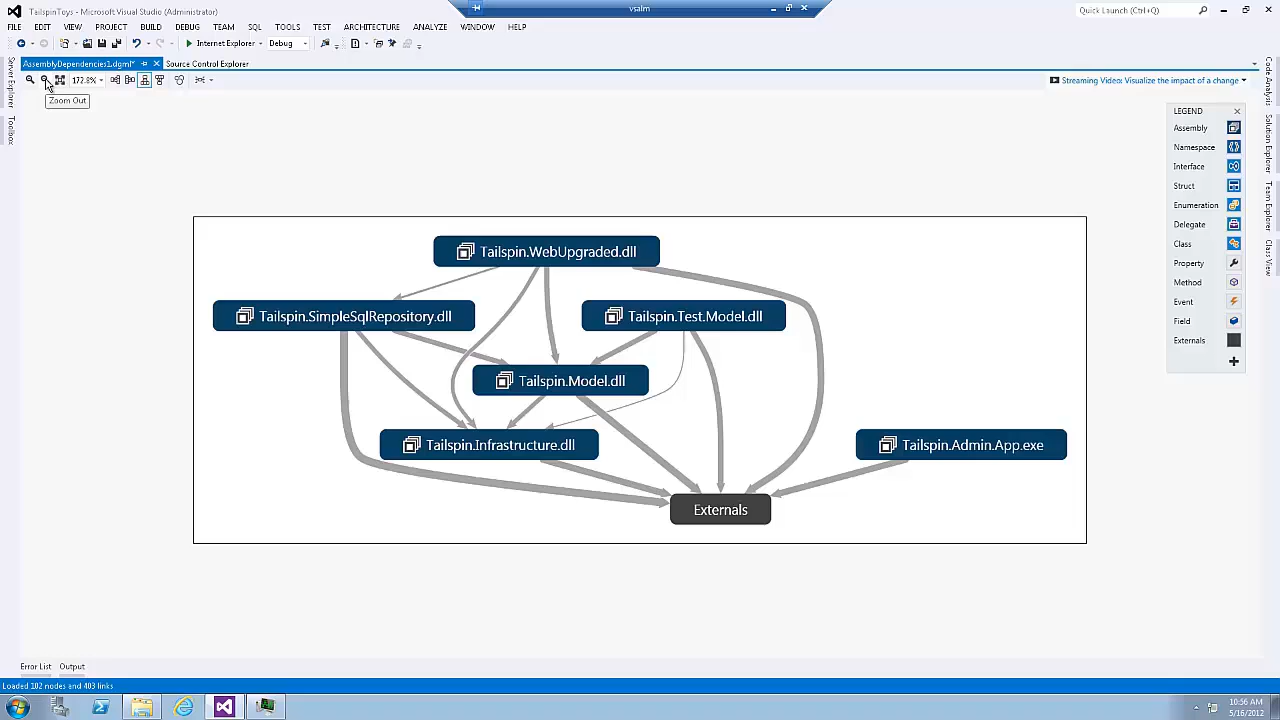 TailspinToys - Microsoft Visual Studio (Administrator)
vsalm
Quick Launch (Ctrl+Q)
FILE EDIT VIEW PROJECT BUILD DEBUG TEAM SQL TOOLS TEST ARCHITECTURE ANALYZE WINDOW HELP
Internet Explorer Debug
AssemblyDependencies1.dgml* Source Control Explorer
172.8%
Streaming Video: Visualize the impact of a change
Zoom Out
Server Explorer
Toolbox
Code Analysis
Solution Explorer
Team Explorer
Class View
LEGEND
Assembly
Namespace
Interface
Struct
Enumeration
Delegate
Class
Property
Method
Event
Field
Externals
Tailspin.WebUpgraded.dll
Tailspin.SimpleSqlRepository.dll
Tailspin.Test.Model.dll
Tailspin.Model.dll
Tailspin.Infrastructure.dll
Tailspin.Admin.App.exe
Externals
Error List Output
Loaded 102 nodes and 403 links
10:56 AM
5/16/2012